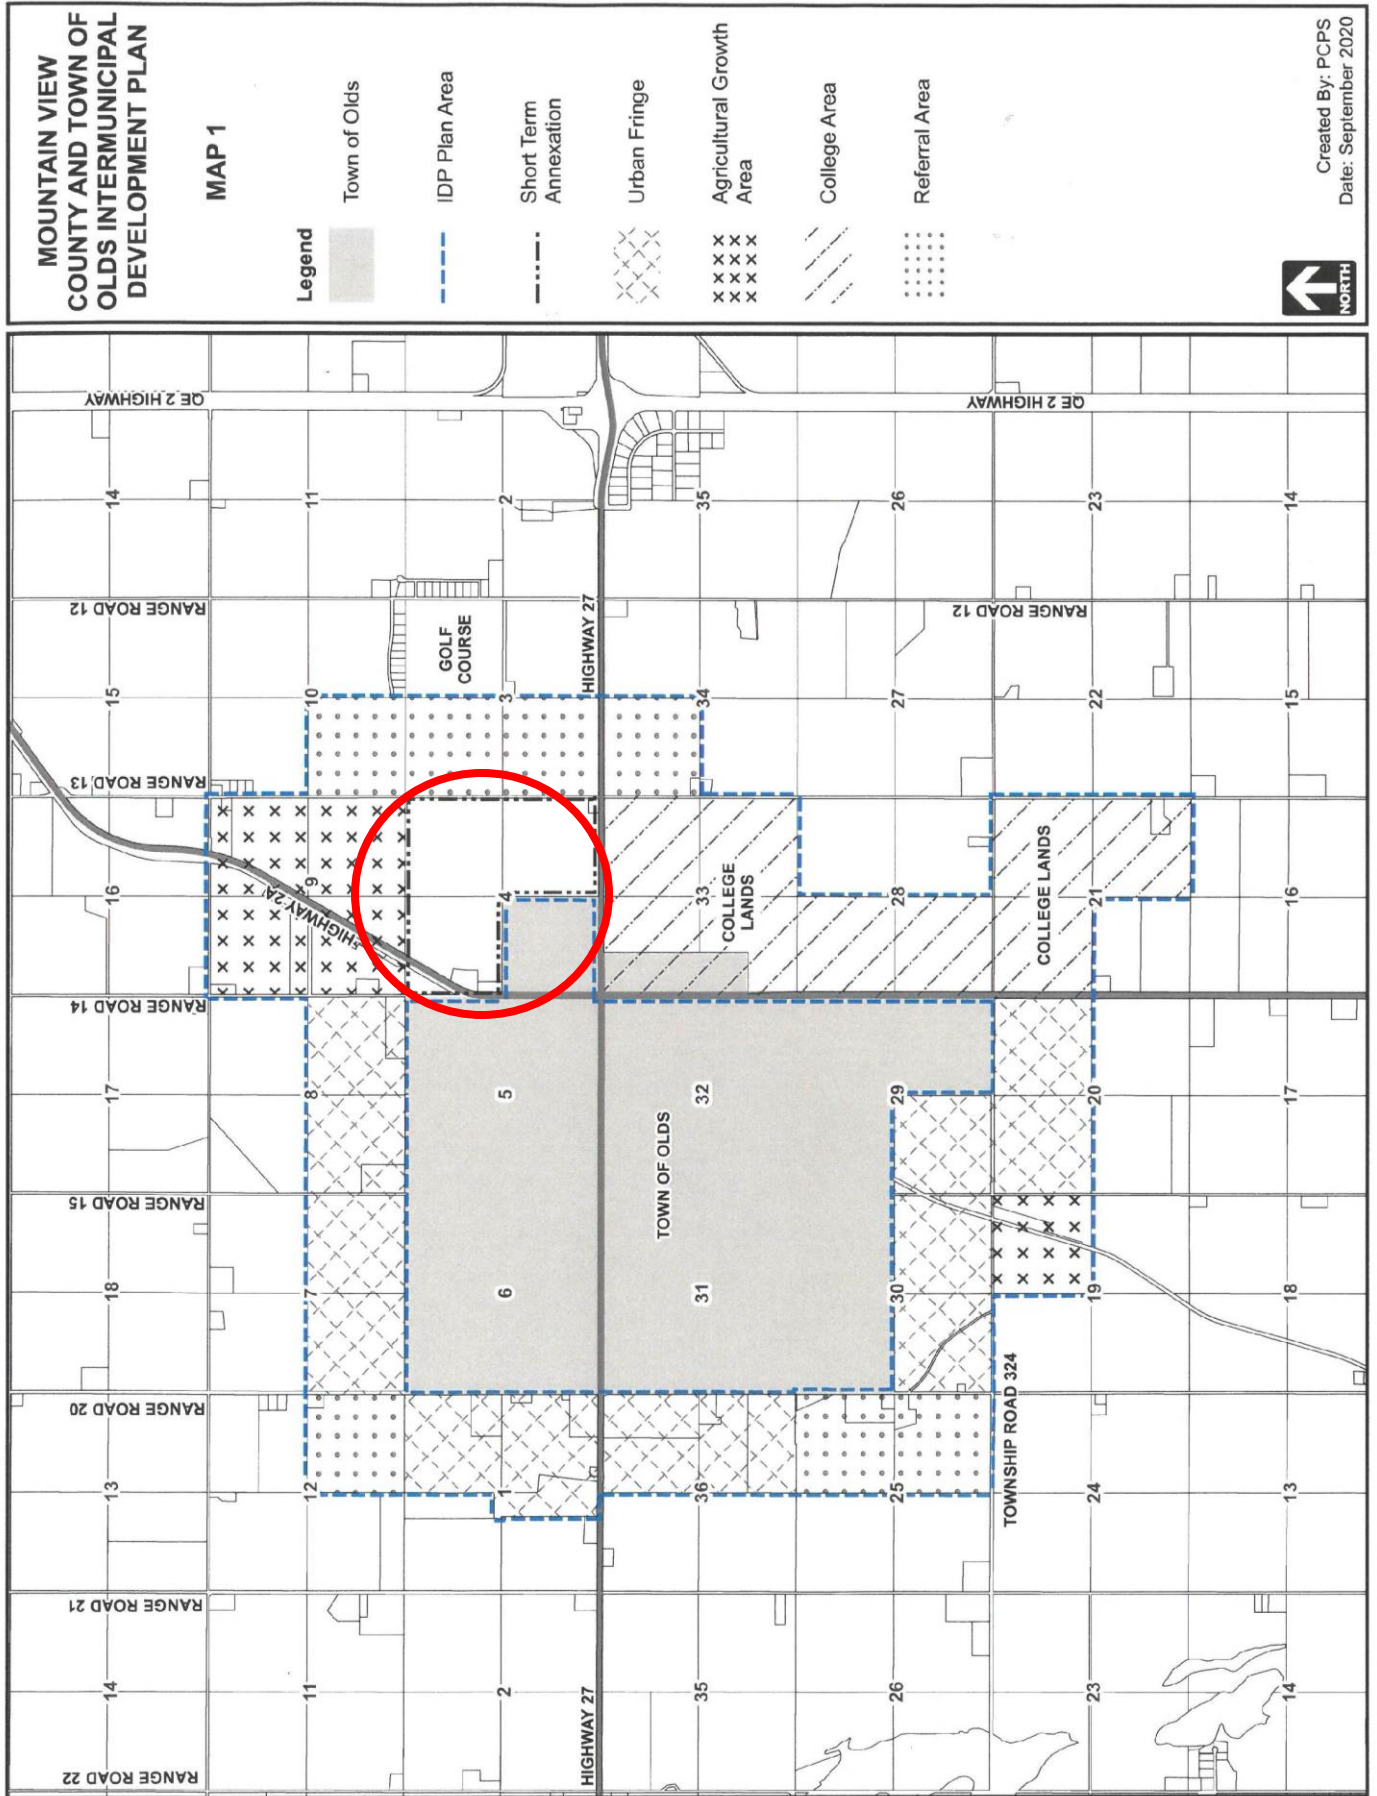 MOUNTAIN VIEW
COUNTY AND TOWN OF
OLDS INTERMUNICIPAL
DEVELOPMENT PLAN
MAP 1
Legend
Town of Olds
IDP Plan Area
Short Term
Annexation
Urban Fringe
Agricultural Growth
Area
College Area
Referral Area
NORTH
Created By: PCPS
Date: September 2020
QE 2 HIGHWAY
QE 2 HIGHWAY
14
11
2
35
26
23
14
RANGE ROAD 12
RANGE ROAD 12
GOLF
COURSE
HIGHWAY 27
15
10
3
34
27
22
15
RANGE ROAD 13
HIGHWAY 2A
16
9
4
33
28
21
16
COLLEGE
LANDS
COLLEGE LANDS
RANGE ROAD 14
17
8
5
32
29
20
17
TOWN OF OLDS
RANGE ROAD 15
18
7
6
31
30
19
18
RANGE ROAD 20
TOWNSHIP ROAD 324
13
12
1
36
25
24
13
RANGE ROAD 21
14
11
2
35
26
23
14
RANGE ROAD 22
HIGHWAY 27